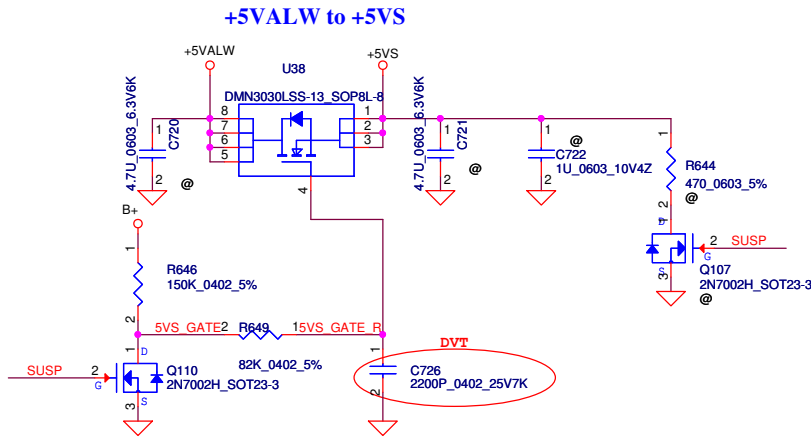 +5VALW to +5VS
+5VALW
+5VS
U38
DMN3030LSS-13_SOP8L-8
8
7
6
5
1
2
3
4
4.7U_0603_6.3V6K
C720
1
2
@
4.7U_0603_6.3V6K
C721
1
2
@
1
2
@
C722
1U_0603_10V4Z
@
1
R644
470_0603_5%
2
@
1
D
2
SUSP
G
S
3
Q107
2N7002H_SOT23-3
@
B+
1
R646
150K_0402_5%
2
5VS_GATE
2
R649
1
5VS_GATE_R
82K_0402_5%
DVT
1
C726
2200P_0402_25V7K
2
SUSP
2
G
1
D
Q110
2N7002H_SOT23-3
S
3